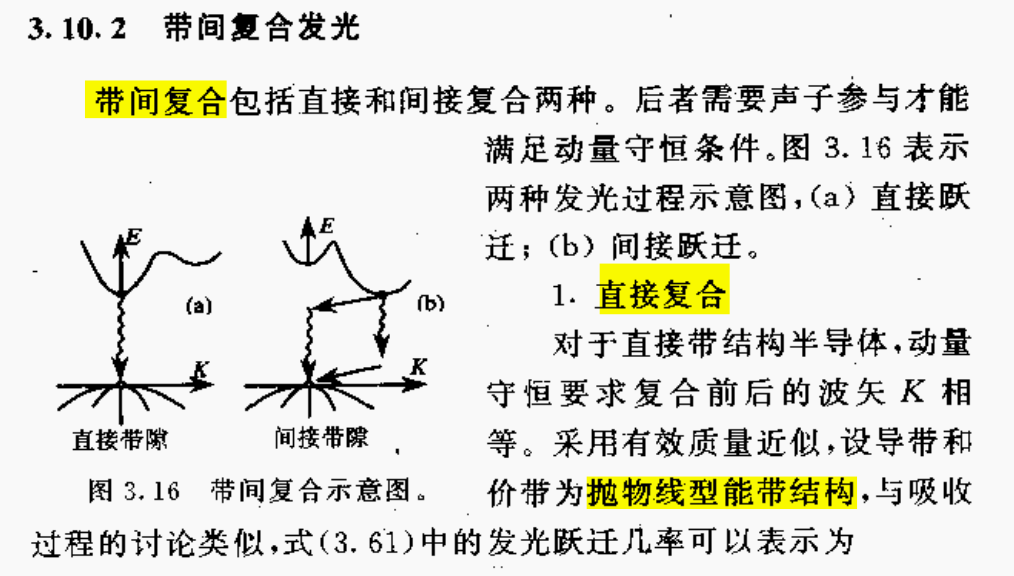 3.10.2 带间复合发光
带间复合包括直接和间接复合两种。后者需要声子参与才能
满足动量守恒条件。图 3.16 表示
两种发光过程示意图,(a) 直接跃
迁；(b) 间接跃迁。
1. 直接复合
对于直接带结构半导体,动量
守恒要求复合前后的波矢 K 相
等。采用有效质量近似,设导带和
价带为抛物线型能带结构,与吸收
过程的讨论类似,式(3.61)中的发光跃迁几率可以表示为
E
E
(a)
(b)
K
K
直接带隙
间接带隙
图 3.16 带间复合示意图。